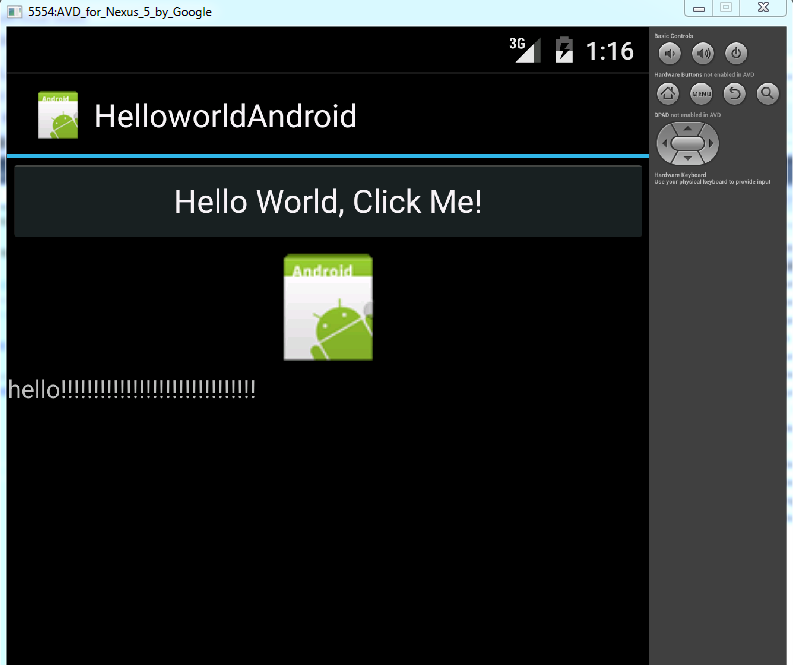 5554:AVD_for_Nexus_5_by_Google
Basic Controls
3G 1:16
Hardware Buttons not enabled in AVD
MENU
Android
HelloworldAndroid
DPAD not enabled in AVD
Hardware Keyboard
Use your physical keyboard to provide input
Hello World, Click Me!
Android
hello!!!!!!!!!!!!!!!!!!!!!!!!!!!!!!